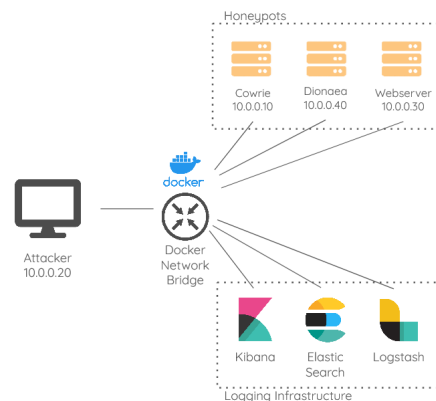 Honeypots
Cowrie
10.0.0.10
Dionaea
10.0.0.40
Webserver
10.0.0.30
docker
Attacker
10.0.0.20
Docker
Network
Bridge
Kibana
Elastic
Search
Logstash
Logging Infrastructure